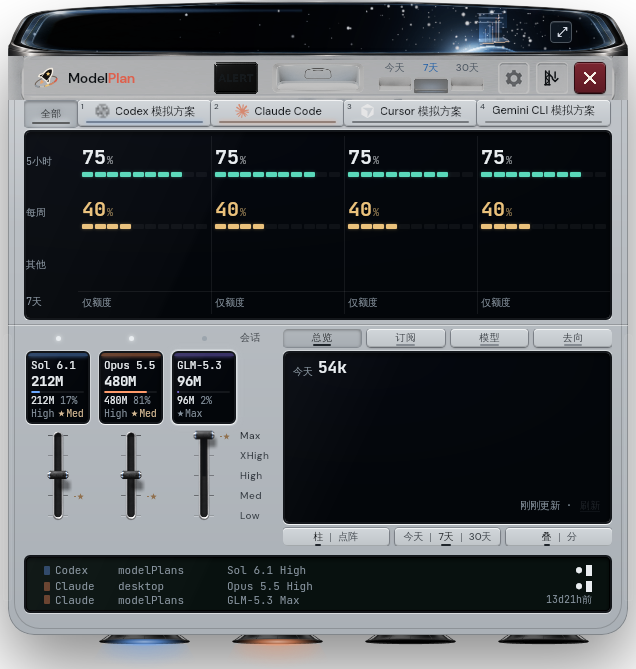 ModelPlan
ALERT
今天 7天 30天
全部
1 Codex 模拟方案
2 Claude Code
3 Cursor 模拟方案
4 Gemini CLI 模拟方案
5小时 75% 75% 75% 75%
每周 40% 40% 40% 40%
其他
7天 仅额度 仅额度 仅额度 仅额度
会话
总览 订阅 模型 去向
Sol 6.1
212M
212M 17%
High ★Med
Opus 5.5
480M
480M 81%
High ★Med
GLM-5.3
96M
96M 2%
★Max
Max
XHigh
High
Med
Low
今天 54k
刚刚更新 · 刷新
柱 | 点阵
今天 | 7天 | 30天
叠 | 分
Codex modelPlans Sol 6.1 High
Claude desktop Opus 5.5 High
Claude modelPlans GLM-5.3 Max 13d21h前